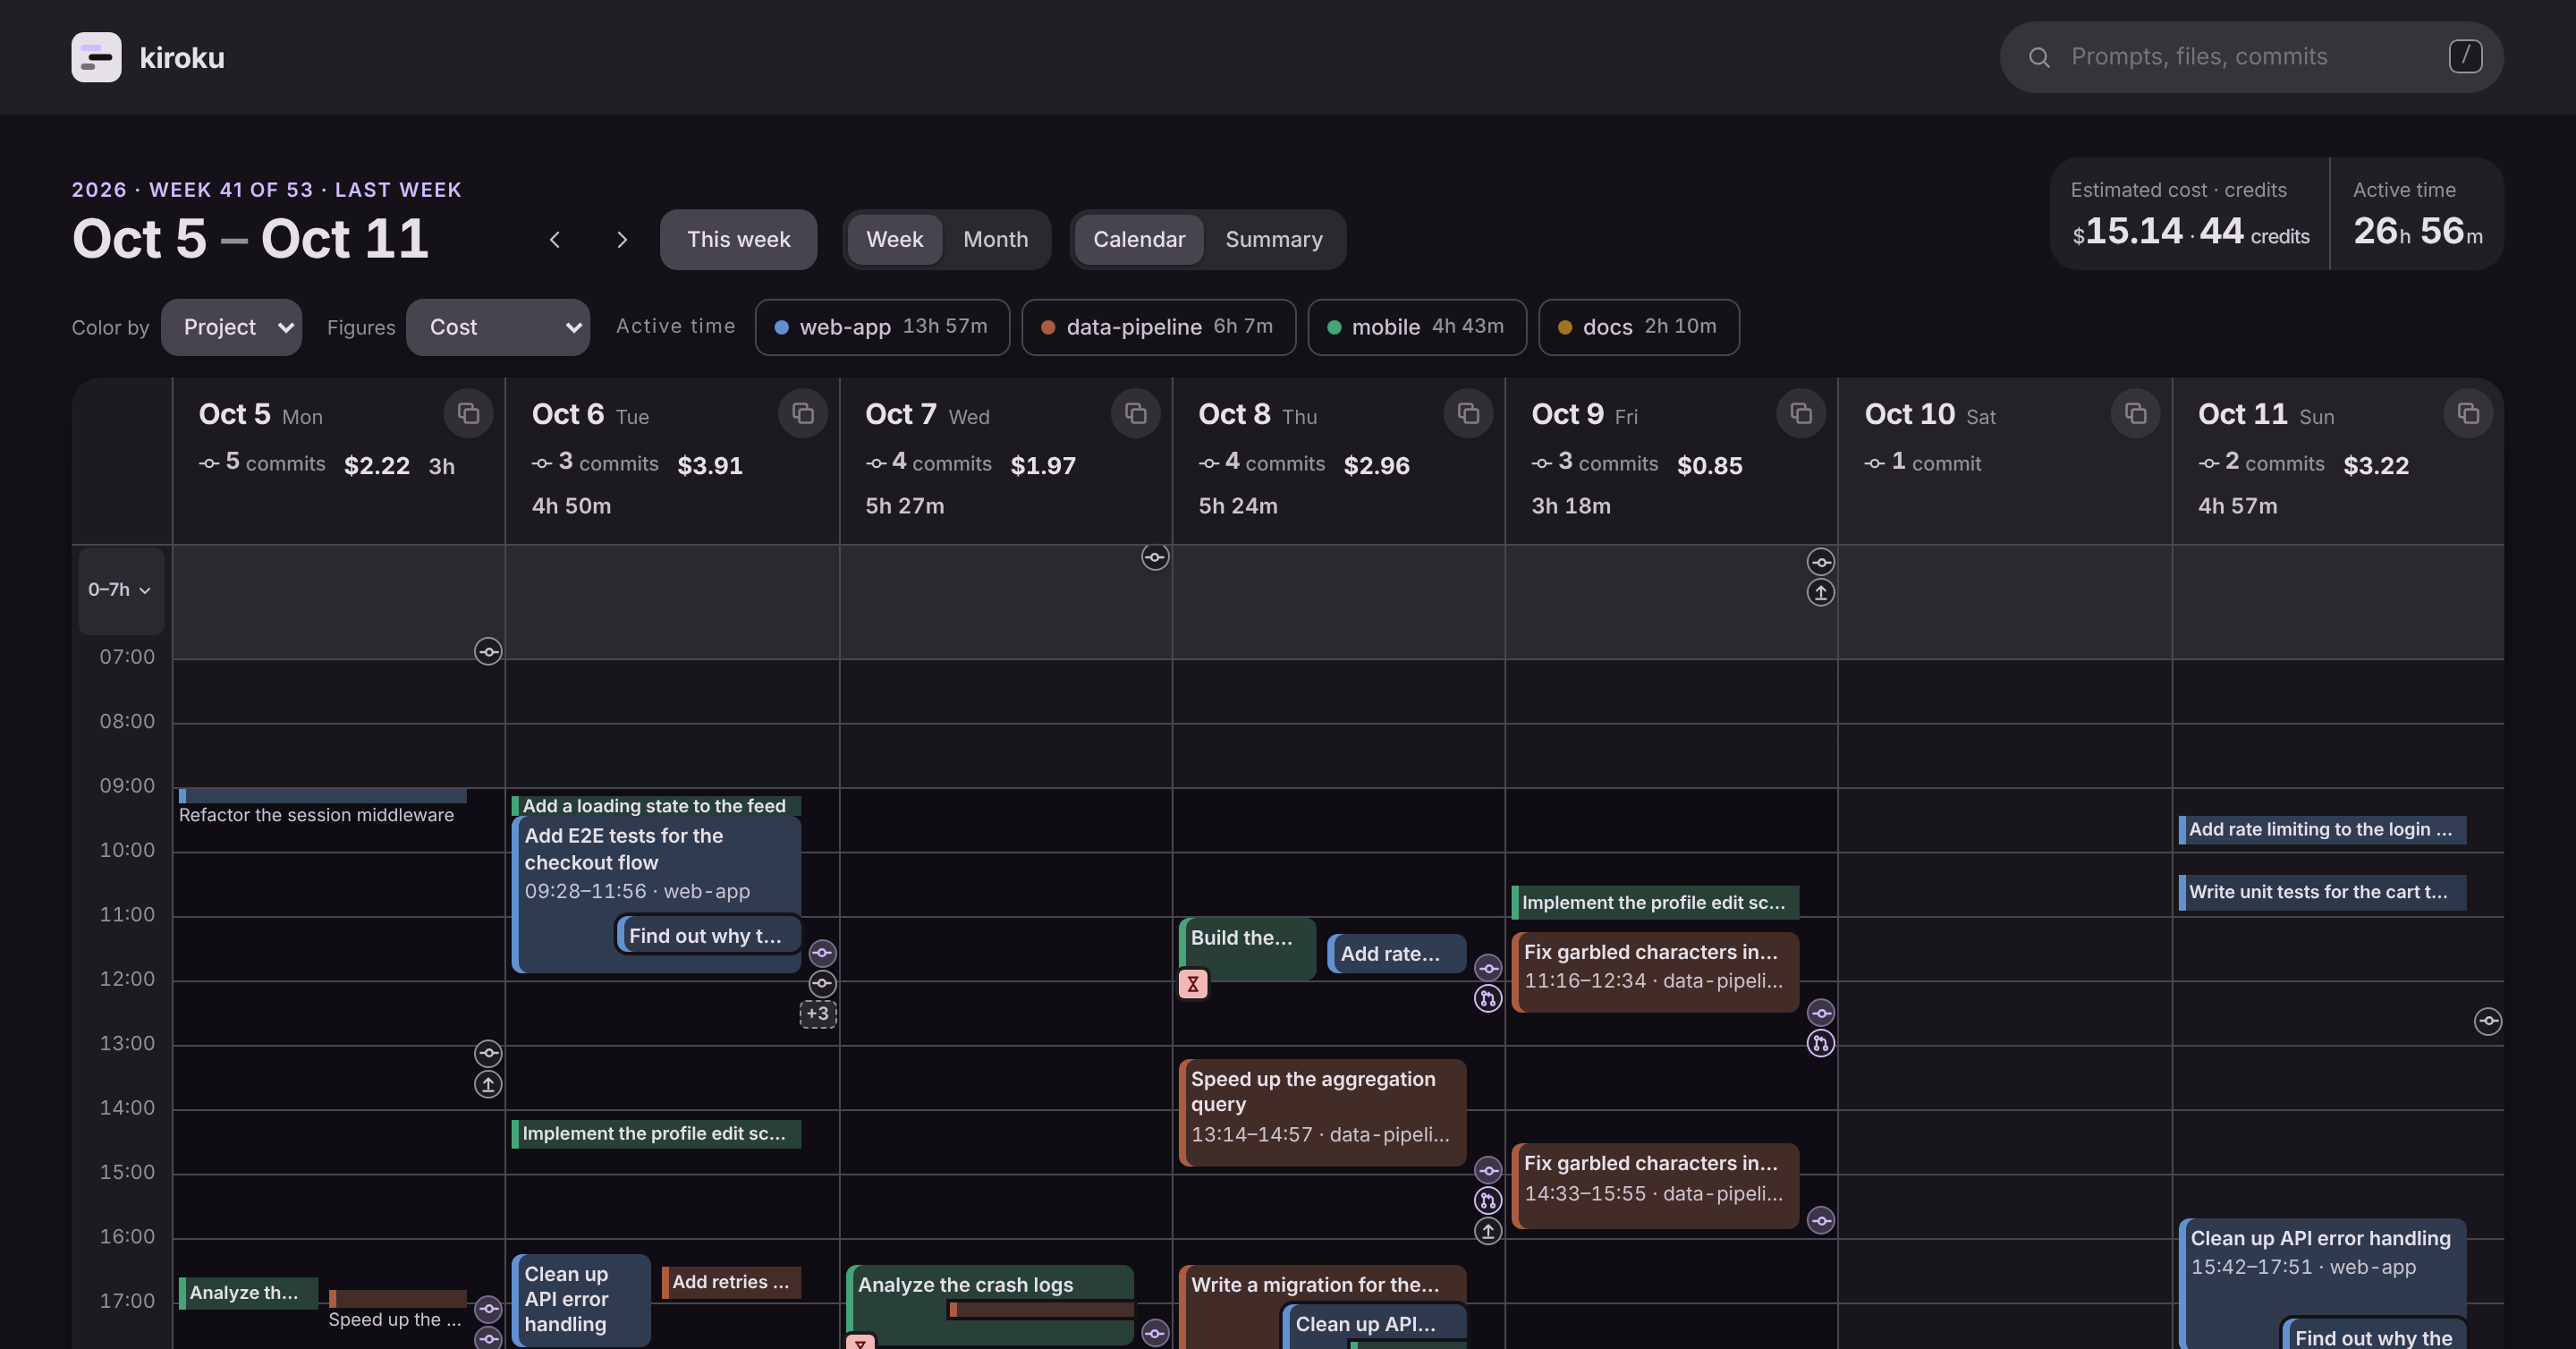 kiroku
Prompts, files, commits /
2026 · WEEK 41 OF 53 · LAST WEEK
Oct 5 – Oct 11
This week
Week Month
Calendar Summary
Estimated cost · credits
$15.14 · 44 credits
Active time
26h 56m
Color by Project Figures Cost Active time web-app 13h 57m data-pipeline 6h 7m mobile 4h 43m docs 2h 10m
Oct 5 Mon
5 commits $2.22 3h
Oct 6 Tue
3 commits $3.91
4h 50m
Oct 7 Wed
4 commits $1.97
5h 27m
Oct 8 Thu
4 commits $2.96
5h 24m
Oct 9 Fri
3 commits $0.85
3h 18m
Oct 10 Sat
1 commit
Oct 11 Sun
2 commits $3.22
4h 57m
0–7h
07:00
08:00
09:00
10:00
11:00
12:00
13:00
14:00
15:00
16:00
17:00
Refactor the session middleware
Analyze th...
Speed up the ...
Add a loading state to the feed
Add E2E tests for the
checkout flow
09:28–11:56 · web-app
Find out why t...
+3
Implement the profile edit sc...
Clean up
API error
handling
Add retries ...
Analyze the crash logs
Build the...
Add rate...
Speed up the aggregation
query
13:14–14:57 · data-pipeli...
Write a migration for the...
Clean up API...
Implement the profile edit sc...
Fix garbled characters in...
11:16–12:34 · data-pipeli...
Fix garbled characters in...
14:33–15:55 · data-pipeli...
Add rate limiting to the login ...
Write unit tests for the cart t...
Clean up API error handling
15:42–17:51 · web-app
Find out why the